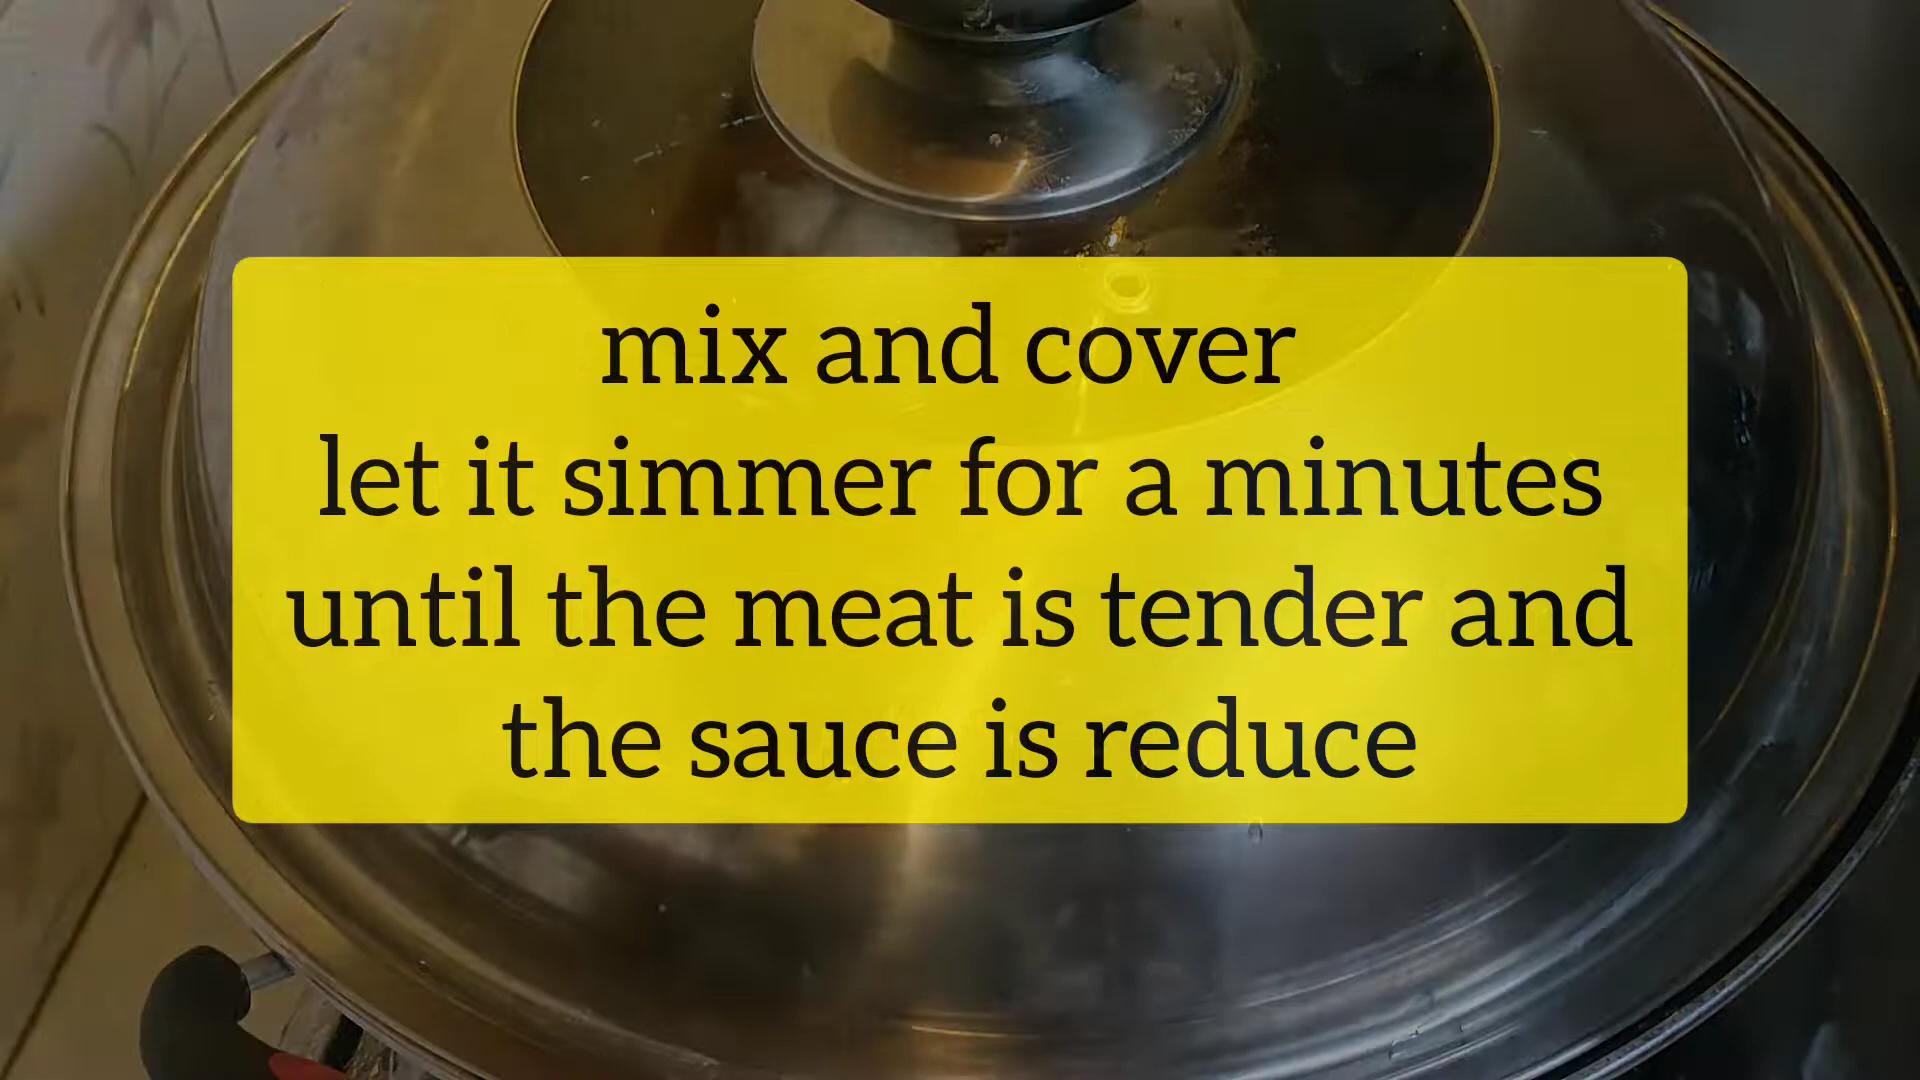 mix and cover
let it simmer for a minutes
until the meat is tender and
the sauce is reduce